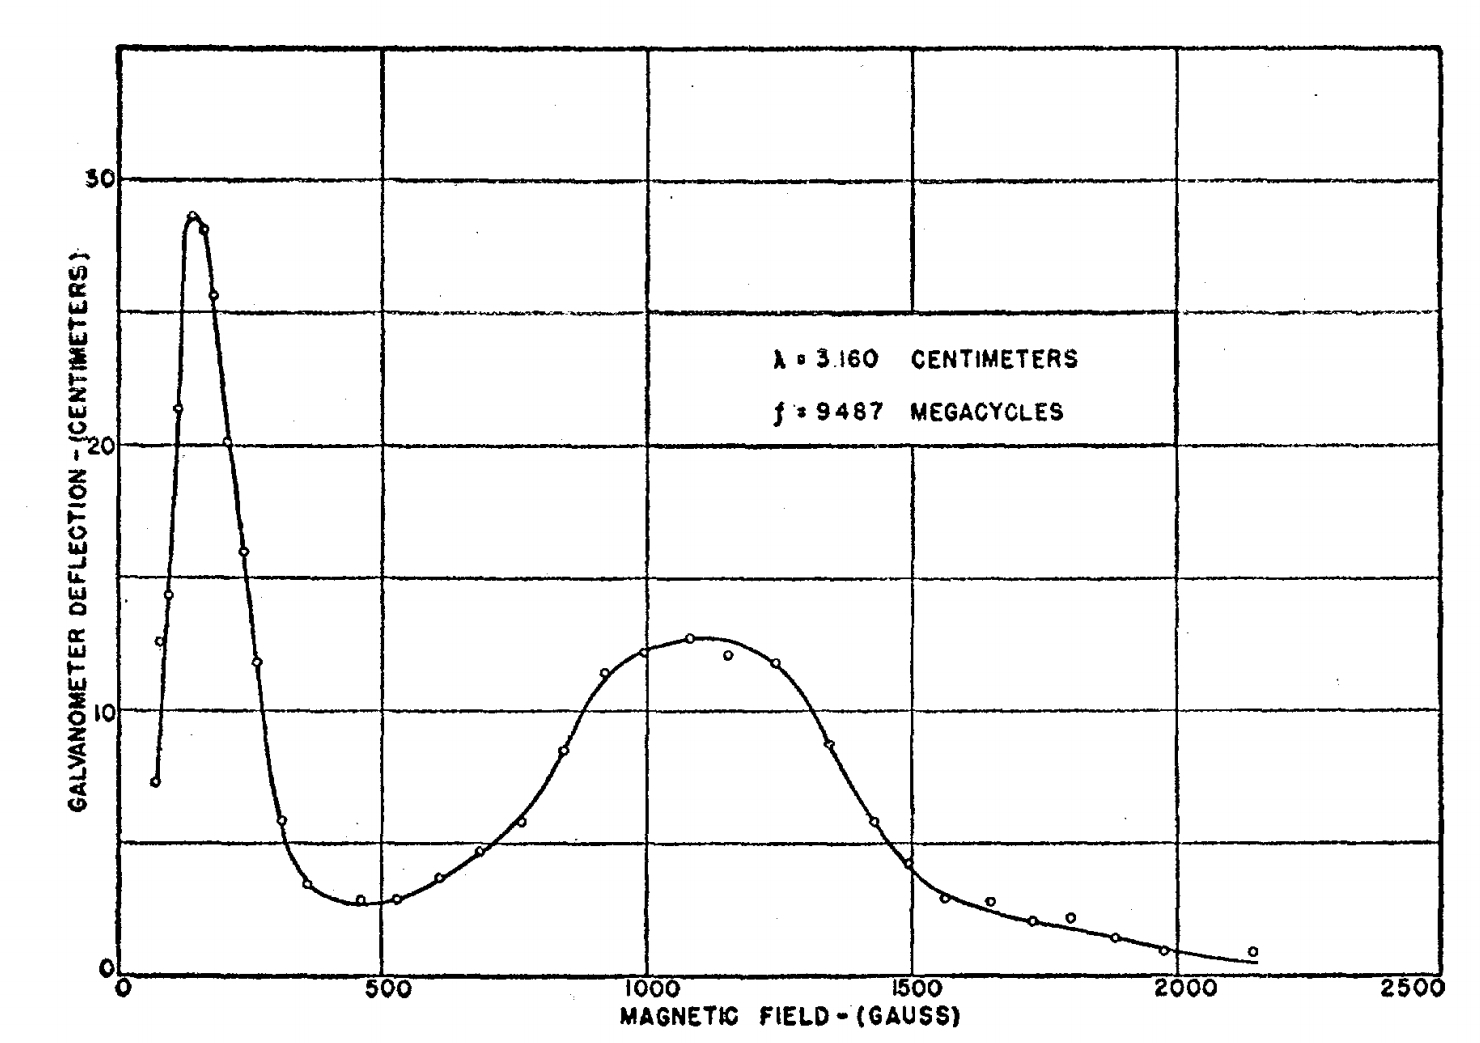 30
20
10
0
GALVANOMETER DEFLECTION - (CENTIMETERS)
λ = 3.160 CENTIMETERS
f = 9487 MEGACYCLES
0 500 1000 1500 2000 2500
MAGNETIC FIELD - (GAUSS)